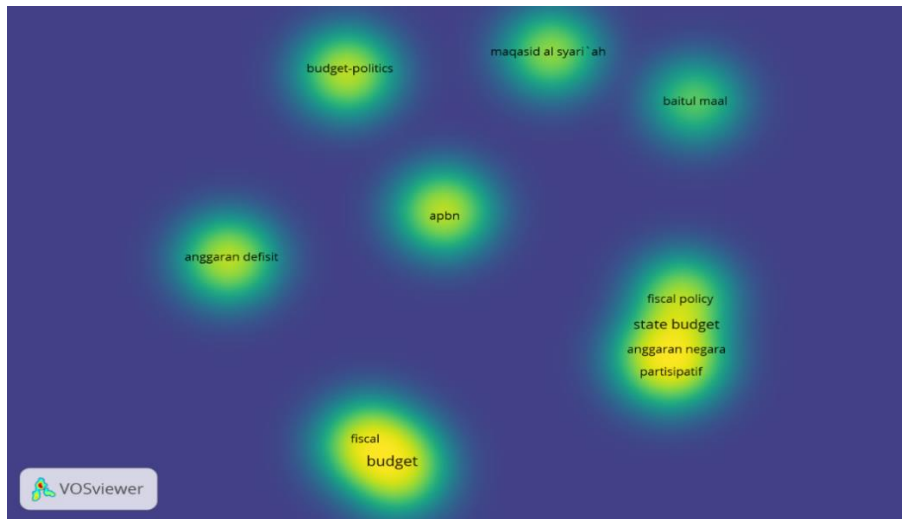 maqasid al syari`ah
budget-politics
baitul maal
apbn
anggaran defisit
fiscal policy
state budget
anggaran negara
partisipatif
fiscal
budget
VOSviewer